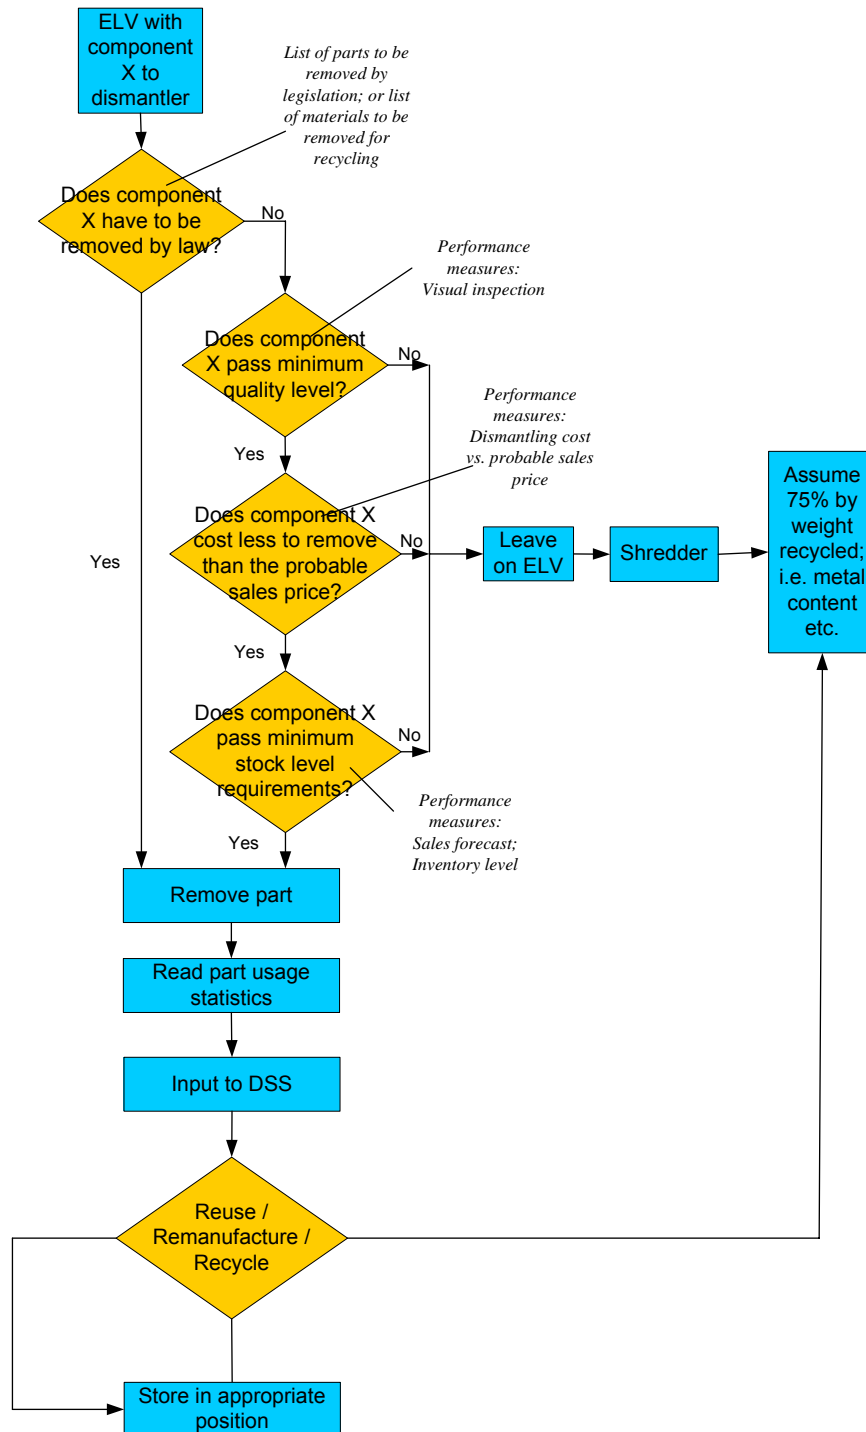 ELV with
component
X to
dismantler
List of parts to be
removed by
legislation; or list
of materials to be
removed for
recycling
Does component
X have to be
removed by law?
No
Performance
measures:
Visual inspection
Does component
X pass minimum
quality level?
No
Performance
measures:
Dismantling cost
vs. probable sales
price
Yes
Does component X
cost less to remove
than the probable
sales price?
No
Leave
on ELV
Shredder
Assume
75% by
weight
recycled;
i.e. metal
content
etc.
Yes
Yes
Does component X
pass minimum
stock level
requirements?
No
Performance
measures:
Sales forecast;
Inventory level
Yes
Remove part
Read part usage
statistics
Input to DSS
Reuse /
Remanufacture /
Recycle
Store in appropriate
position